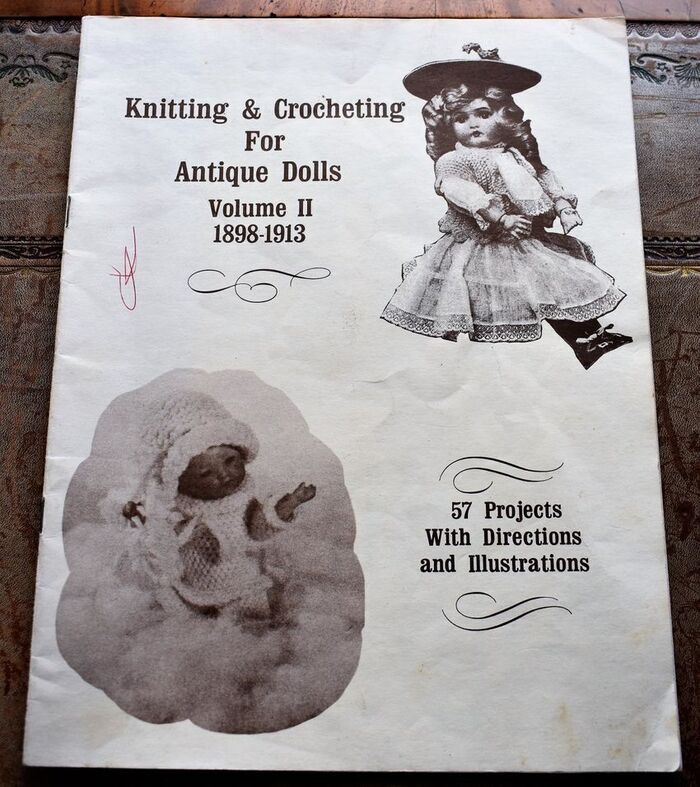 Knitting & Crocheting
For
Antique Dolls
Volume II
1898-1913
57 Projects
With Directions
and Illustrations